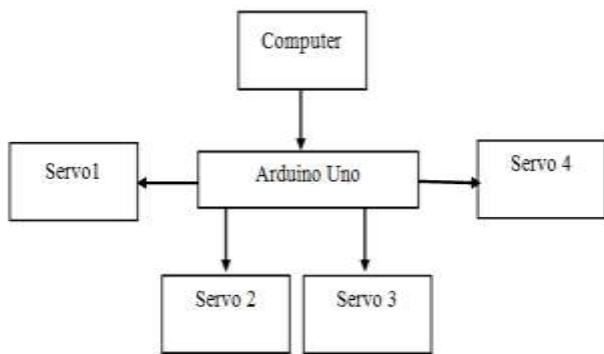 Computer
Servo1
Arduino Uno
Servo 4
Servo 2
Servo 3